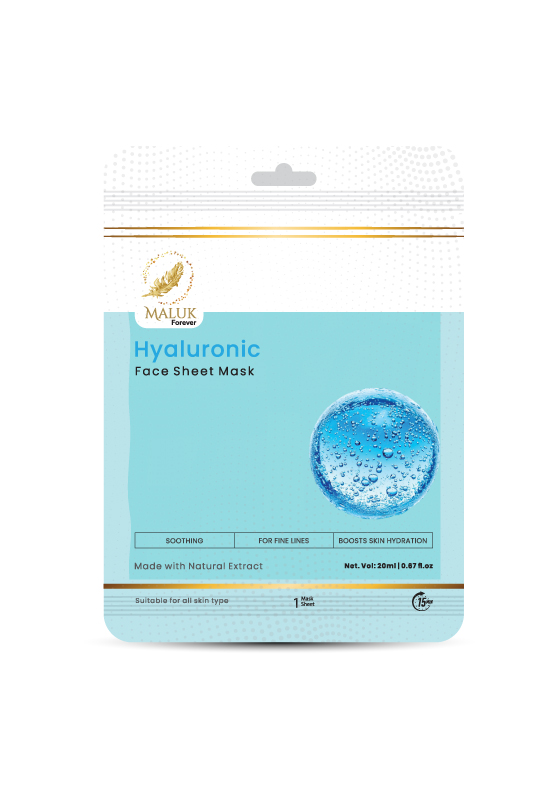 MALUK
Forever
Hyaluronic
Face Sheet Mask
SOOTHING
FOR FINE LINES
BOOSTS SKIN HYDRATION
Made with Natural Extract
Net. Vol: 20ml | 0.67 fl.oz
Suitable for all skin type
1 Mask
Sheet
15